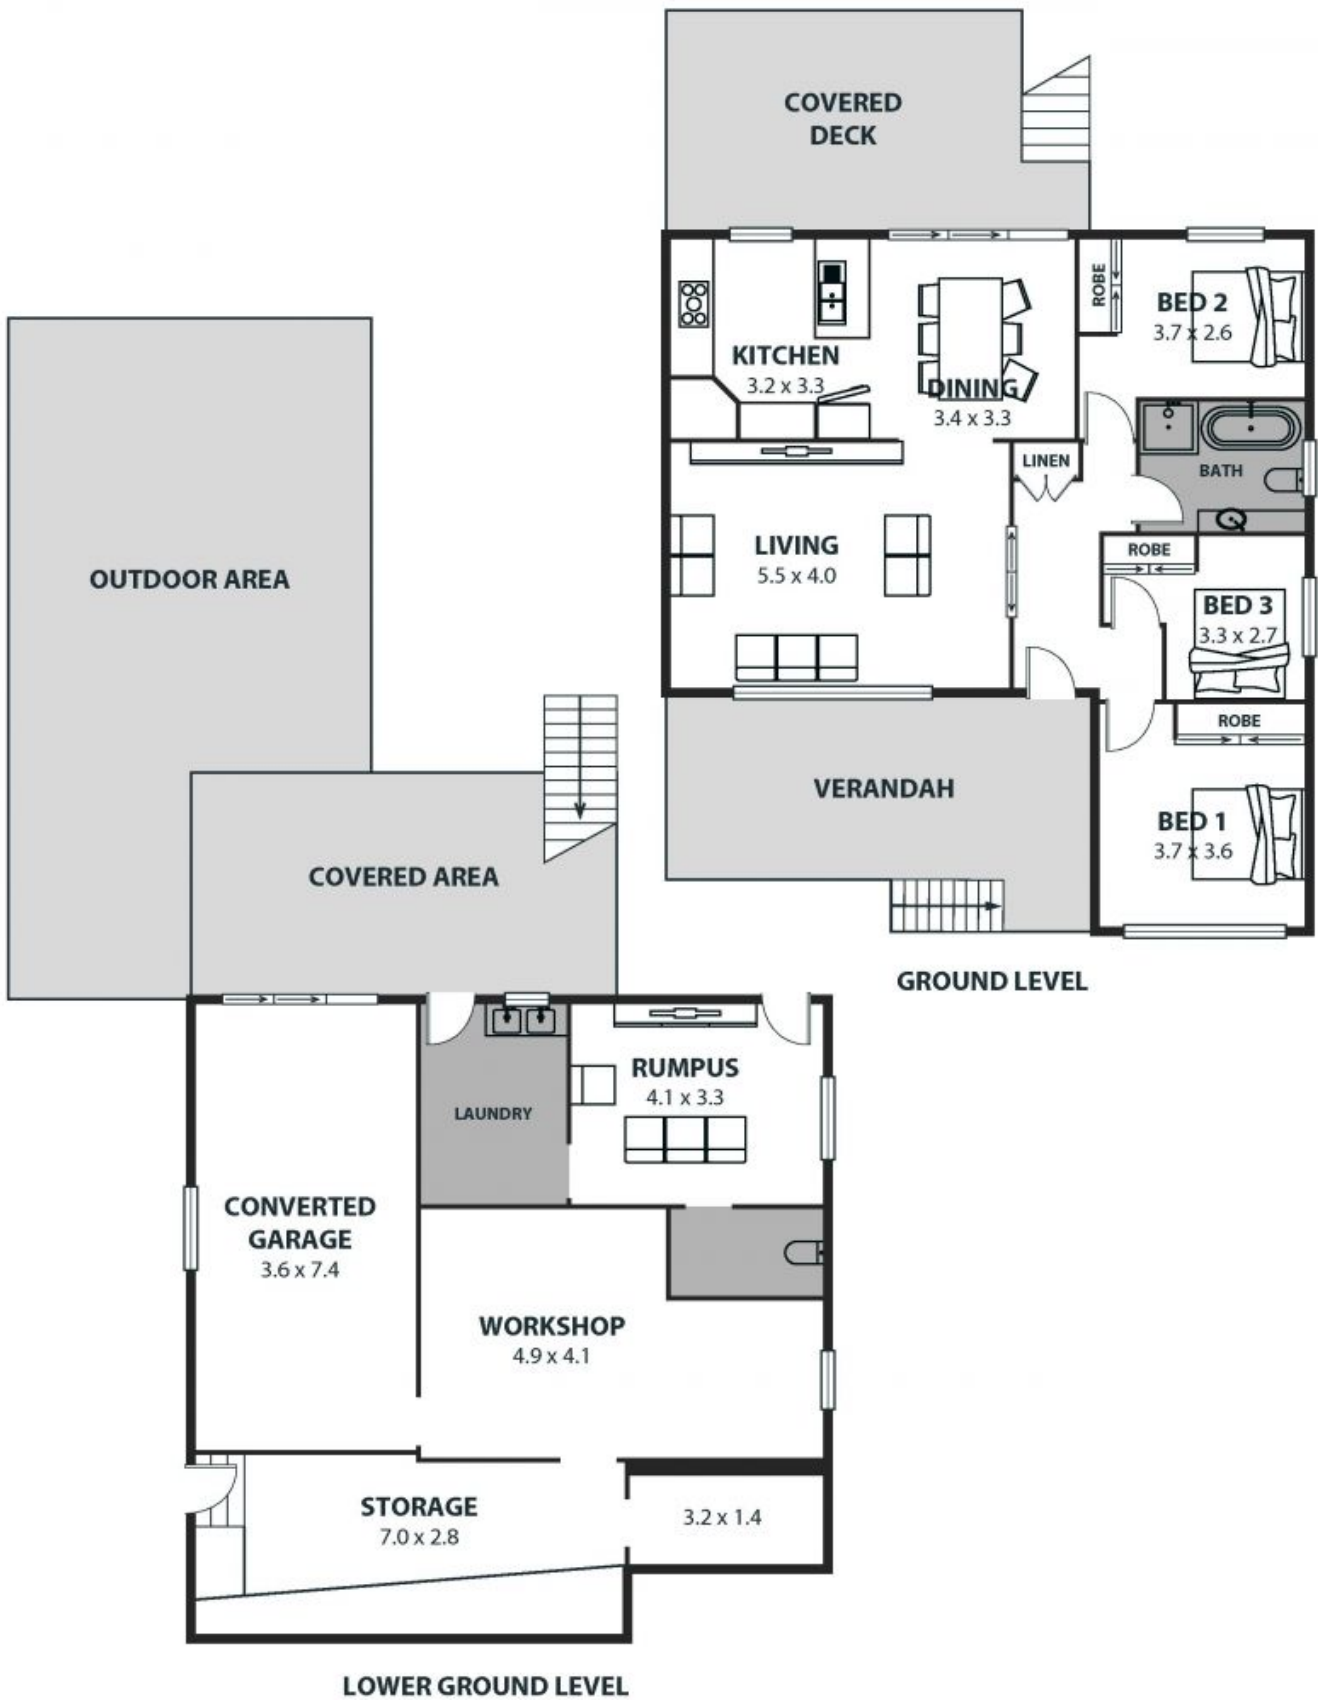 COVERED
DECK
ROBE
BED 2
3.7 x 2.6
KITCHEN
3.2 x 3.3
DINING
3.4 x 3.3
LINEN
BATH
LIVING
5.5 x 4.0
ROBE
BED 3
3.3 x 2.7
ROBE
VERANDAH
BED 1
3.7 x 3.6
GROUND LEVEL
OUTDOOR AREA
COVERED AREA
RUMPUS
4.1 x 3.3
LAUNDRY
CONVERTED
GARAGE
3.6 x 7.4
WORKSHOP
4.9 x 4.1
STORAGE
7.0 x 2.8
3.2 x 1.4
LOWER GROUND LEVEL